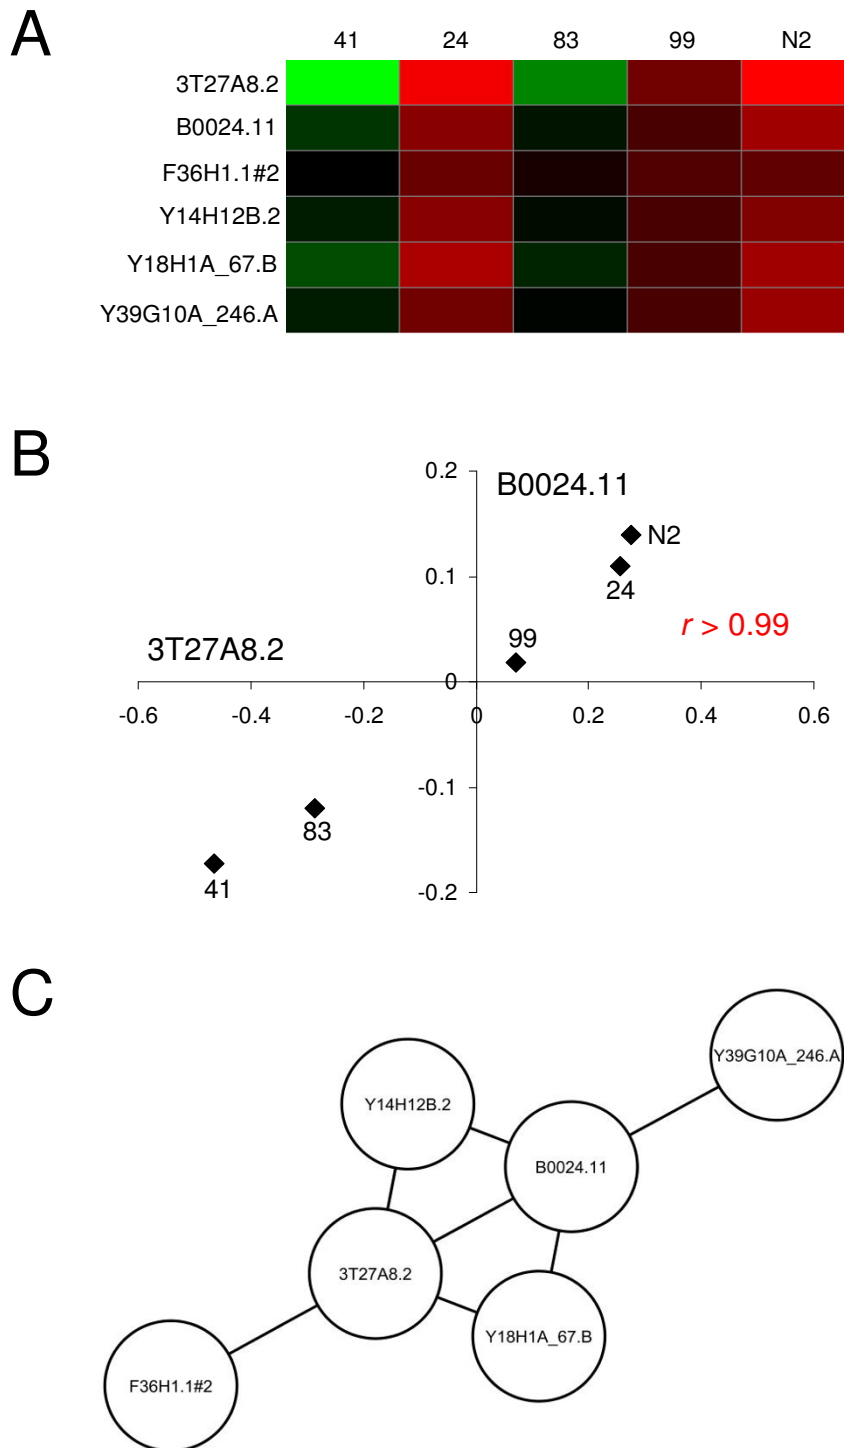 A
41 24 83 99 N2
3T27A8.2
B0024.11
F36H1.1#2
Y14H12B.2
Y18H1A_67.B
Y39G10A_246.A
B
0.2
B0024.11
N2
0.1
24
r > 0.99
99
3T27A8.2
0
-0.6 -0.4 -0.2 0 0.2 0.4 0.6
-0.1
83
41
-0.2
C
Y39G10A_246.A
Y14H12B.2
B0024.11
3T27A8.2
Y18H1A_67.B
F36H1.1#2